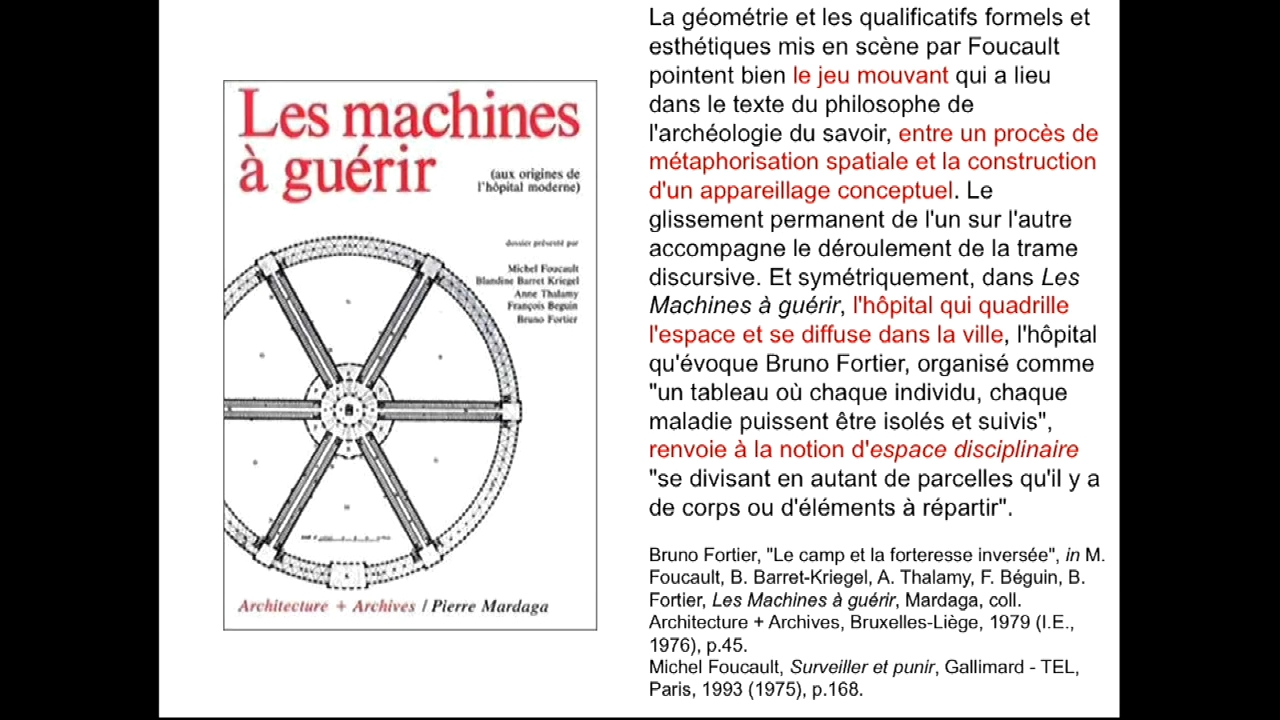 Les machines
à guérir
(aux origines de
l'hôpital moderne)
dossier présenté par
Michel Foucault
Blandine Barret Kriegel
Anne Thalamy
François Beguin
Bruno Fortier
Architecture + Archives / Pierre Mardaga
La géométrie et les qualificatifs formels et
esthétiques mis en scène par Foucault
pointent bien le jeu mouvant qui a lieu
dans le texte du philosophe de
l'archéologie du savoir, entre un procès de
métaphorisation spatiale et la construction
d'un appareillage conceptuel. Le
glissement permanent de l'un sur l'autre
accompagne le déroulement de la trame
discursive. Et symétriquement, dans Les
Machines à guérir, l'hôpital qui quadrille
l'espace et se diffuse dans la ville, l'hôpital
qu'évoque Bruno Fortier, organisé comme
"un tableau où chaque individu, chaque
maladie puissent être isolés et suivis",
renvoie à la notion d'espace disciplinaire
"se divisant en autant de parcelles qu'il y a
de corps ou d'éléments à répartir".
Bruno Fortier, "Le camp et la forteresse inversée", in M.
Foucault, B. Barret-Kriegel, A. Thalamy, F. Béguin, B.
Fortier, Les Machines à guérir, Mardaga, coll.
Architecture + Archives, Bruxelles-Liège, 1979 (I.E.,
1976), p.45.
Michel Foucault, Surveiller et punir, Gallimard - TEL,
Paris, 1993 (1975), p.168.